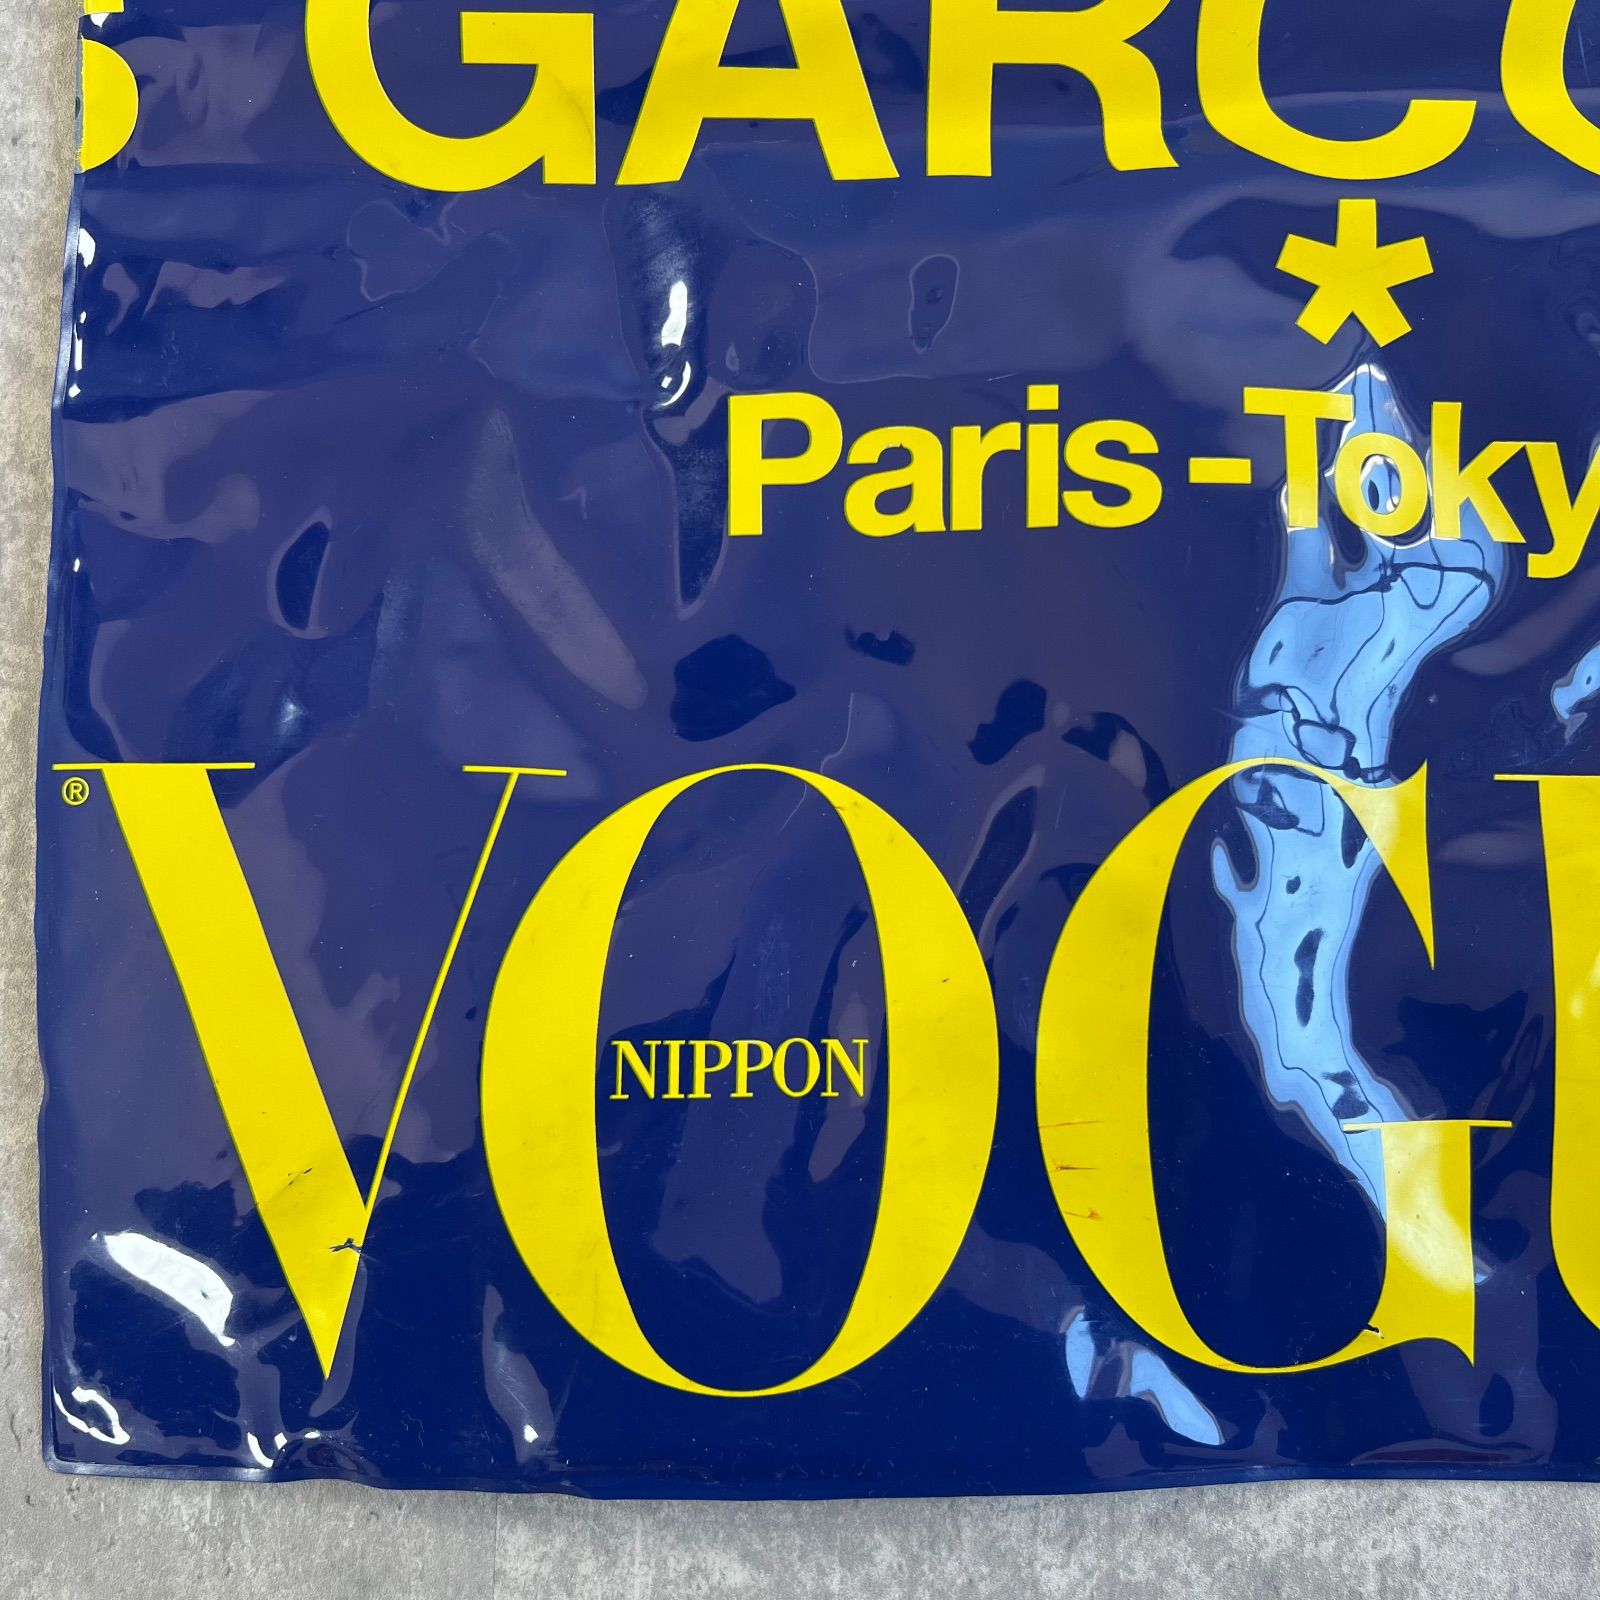 S GARÇO
*
Paris-Toky
® VOGU
NIPPON